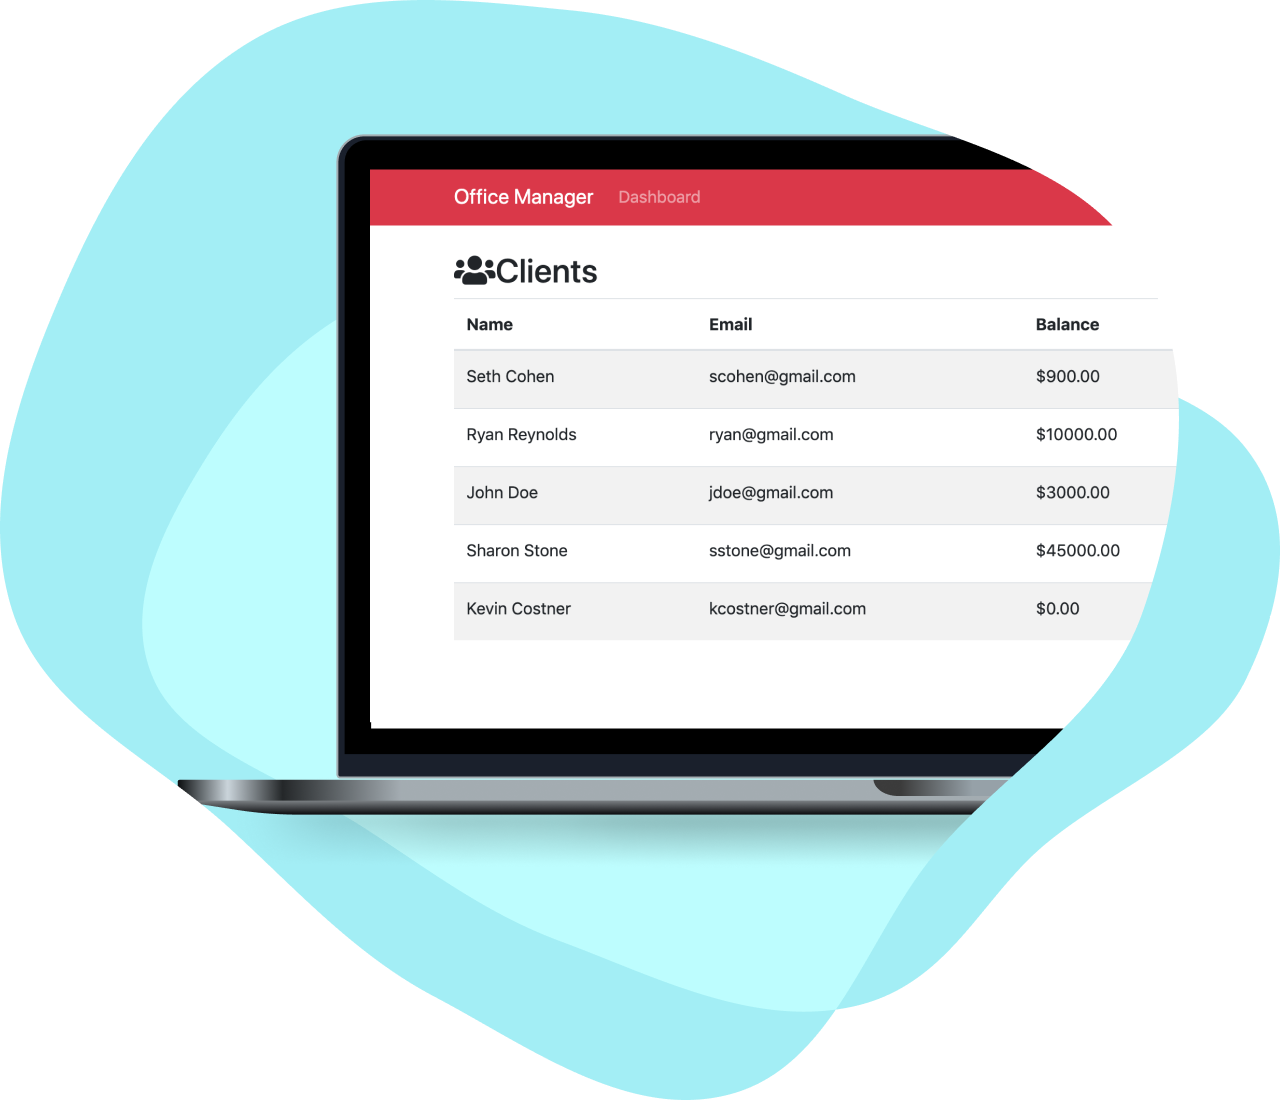 Office Manager Dashboard
Clients
Name Email Balance
Seth Cohen scohen@gmail.com $900.00
Ryan Reynolds ryan@gmail.com $10000.00
John Doe jdoe@gmail.com $3000.00
Sharon Stone sstone@gmail.com $45000.00
Kevin Costner kcostner@gmail.com $0.00